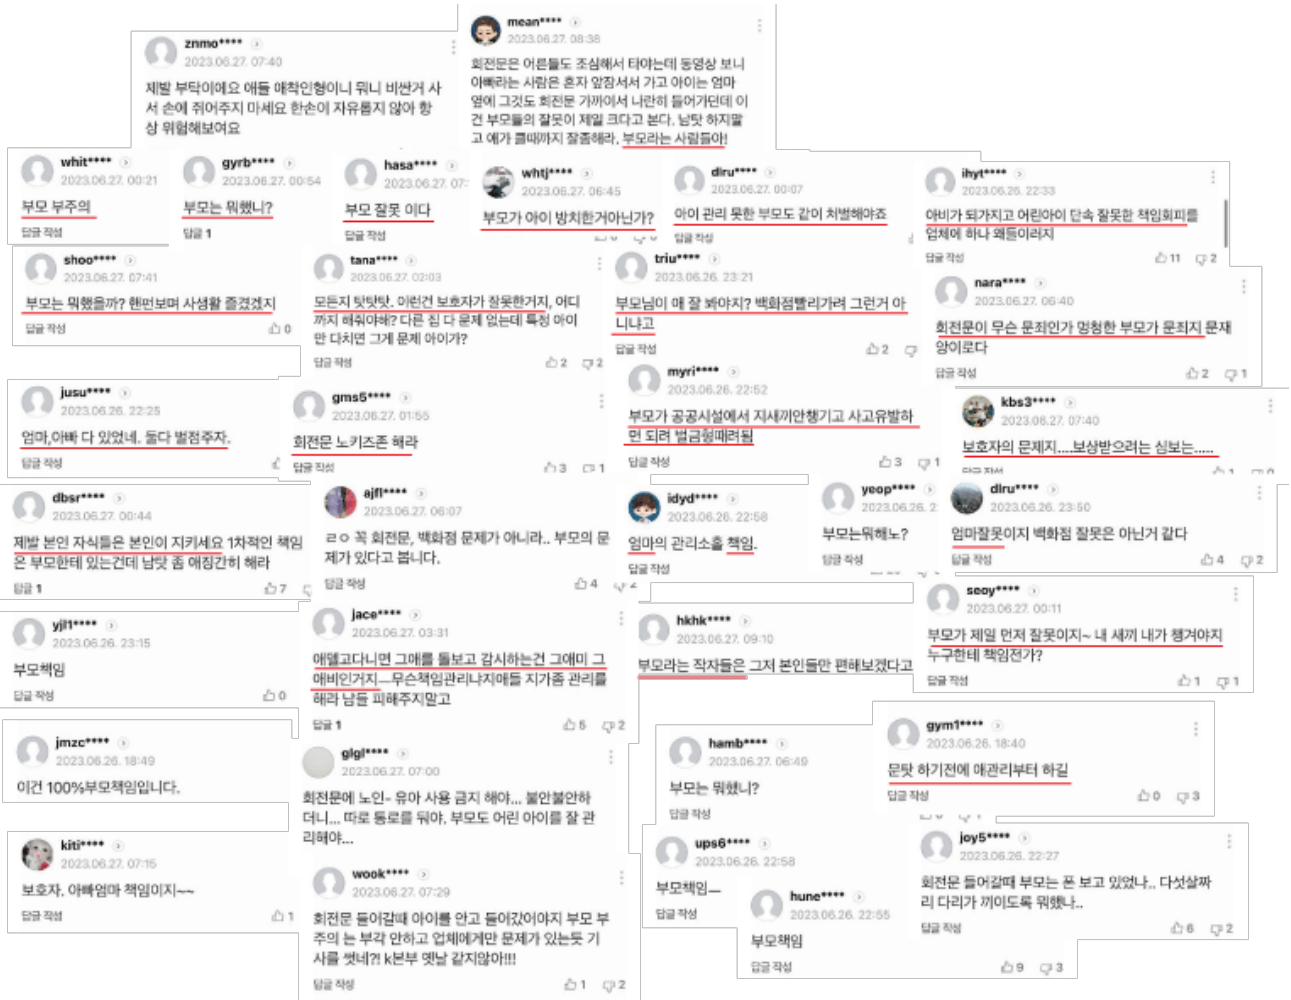 znmo****
2023.06.27. 07:40
제발 부탁이에요 애들 애착인형이니 뭐니 비싼거 사
서 손에 쥐어주지 마세요 한손이 자유롭지 않아 항
상 위험해보여요
mean****
2023.06.27. 08:38
회전문은 어른들도 조심해서 타야는데 동영상 보니
아빠라는 사람은 혼자 앞장서서 가고 아이는 엄마
옆에 그것도 회전문 가까이서 나란히 들어가던데 이
건 부모들의 잘못이 제일 크다고 본다. 남탓 하지말
고 애가 클때까지 잘좀해라, 부모라는 사람들아!
whit****
2023.06.27. 00:21
부모 부주의
답글 작성
gyrb****
2023.06.27. 00:54
부모는 뭐했니?
답글 1
hasa****
2023.06.27. 07:
부모 잘못 이다
답글 작성
whtj****
2023.06.27. 06:45
부모가 아이 방치한거아닌가?
답글 작성
dlru****
2023.06.27. 00:07
아이 관리 못한 부모도 같이 처벌해야죠
답글 작성
ihyt****
2023.06.26. 22:33
아비가 되가지고 어린아이 단속 잘못한 책임회피를
업체에 하나 왜들이러지
답글 작성
11 2
shoo****
2023.06.27. 07:41
부모는 뭐했을까? 핸펀보며 사생활 즐겼겠지
답글 작성
0
tana****
2023.06.27. 02:03
모든지 탓탓탓. 이런건 보호자가 잘못한거지, 어디
까지 해줘야해? 다른 집 다 문제 없는데 특정 아이
만 다치면 그게 문제 아이가?
답글 작성
2 2
triu****
2023.06.26. 23:21
부모님이 애 잘 봐야지? 백화점빨리가려 그런거 아
니냐고
답글 작성
2
nara****
2023.06.27. 06:40
회전문이 무슨 문죄인가 멍청한 부모가 문죄지 문재
앙이로다
답글 작성
2 1
jusu****
2023.06.26. 22:25
엄마,아빠 다 있었네. 둘다 벌점주자.
답글 작성
gms5****
2023.06.27. 01:55
회전문 노키즈존 해라
답글 작성
3 1
myri****
2023.06.26. 22:52
부모가 공공시설에서 지새끼안챙기고 사고유발하
면 되려 벌금형때려됨
답글 작성
3 1
kbs3****
2023.06.27. 07:40
보호자의 문제지....보상받으려는 심보는.....
답글 작성
dbsr****
2023.06.27. 00:44
제발 본인 자식들은 본인이 지키세요 1차적인 책임
은 부모한테 있는건데 남탓 좀 애징간히 해라
답글 1
7
ajfl****
2023.06.27. 06:07
ㄹㅇ 꼭 회전문, 백화점 문제가 아니라.. 부모의 문
제가 있다고 봅니다.
답글 작성
4
idyd****
2023.06.26. 22:58
엄마의 관리소홀 책임.
답글 작성
yeop****
2023.06.26. 2
부모는뭐해노?
답글 작성
dlru****
2023.06.26. 23:50
엄마잘못이지 백화점 잘못은 아닌거 같다
답글 작성
4 2
yjl1****
2023.06.26. 23:15
부모책임
답글 작성
0
jace****
2023.06.27. 03:31
애델고다니면 그애를 돌보고 감시하는건 그애미 그
애비인거지ㅡ무슨책임관리냐지애들 지가좀 관리를
해라 남들 피해주지말고
답글 1
5 2
hkhk****
2023.06.27. 09:10
부모라는 작자들은 그저 본인들만 편해보겠다고
seoy****
2023.06.27. 00:11
부모가 제일 먼저 잘못이지~ 내 새끼 내가 챙겨야지
누구한테 책임전가?
답글 작성
1 1
jmzc****
2023.06.26. 18:49
이건 100%부모책임입니다.
답글 작성
glgl****
2023.06.27. 07:00
회전문에 노인- 유아 사용 금지 해야... 불안불안하
더니... 따로 통로를 둬야, 부모도 어린 아이를 잘 관
리해야...
hamb****
2023.06.27. 06:49
부모는 뭐했니?
답글 작성
gym1****
2023.06.26. 18:40
문탓 하기전에 애관리부터 하길
답글 작성
0 3
kiti****
2023.06.27. 07:15
보호자, 아빠엄마 책임이지~~
답글 작성
1
wook****
2023.06.27. 07:29
회전문 들어갈때 아이를 안고 들어갔어야지 부모 부
주의 는 부각 안하고 업체에게만 문제가 있는듯 기
사를 썻네?! k본부 옛날 같지않아!!!
답글 작성
1 2
ups6****
2023.06.26. 22:58
부모책임ㅡ
답글 작성
hune****
2023.06.26. 22:55
부모책임
답글 작성
9 3
joy5****
2023.06.26. 22:27
회전문 들어갈때 부모는 폰 보고 있었나.. 다섯살짜
리 다리가 끼이도록 뭐했나..
답글 작성
6 2